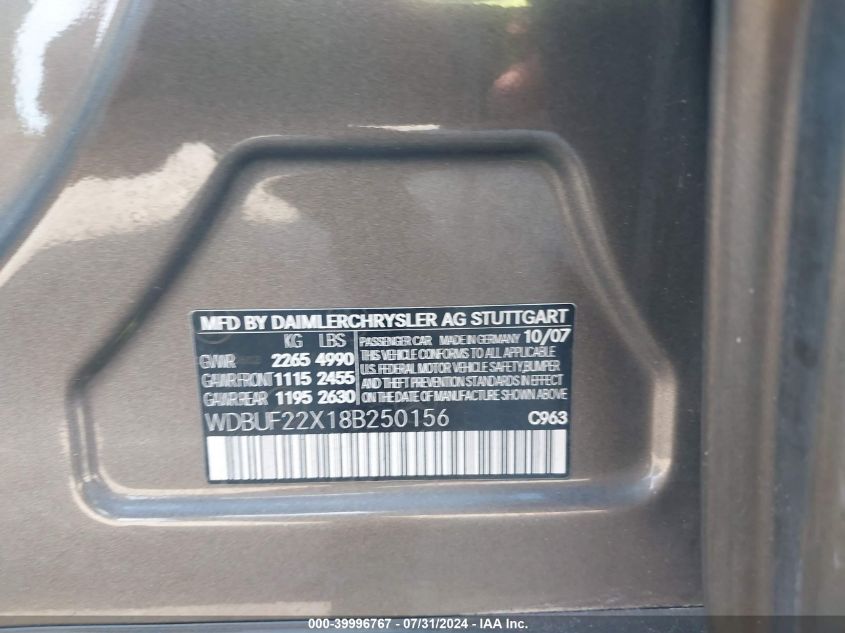 MFD BY DAIMLERCHRYSLER AG STUTTGART
KG LBS
GVWR 2265 4990
GAWR FRONT 1115 2455
GAWR REAR 1195 2630
PASSENGER CAR MADE IN GERMANY 10/07
THIS VEHICLE CONFORMS TO ALL APPLICABLE
U.S. FEDERAL MOTOR VEHICLE SAFETY,BUMPER
AND THEFT PREVENTION STANDARDS IN EFFECT
ON THE DATE OF MANUFACTURE SHOWN ABOVE
WDBUF22X18B250156 C963
000-39996767 - 07/31/2024 - IAA Inc.